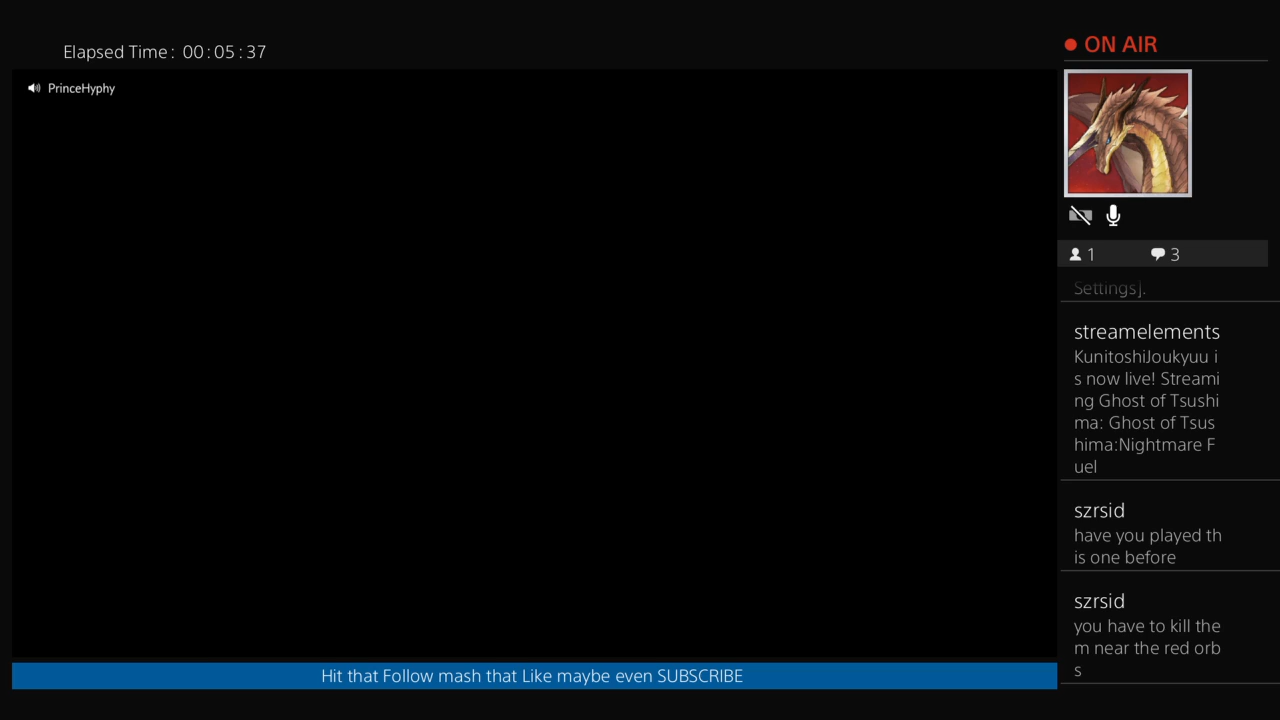 Elapsed Time: 00:05:37
ON AIR
PrinceHyphy
1 3
Settings].
streamelements
KunitoshiJoukyuu i
s now live! Streami
ng Ghost of Tsushi
ma: Ghost of Tsus
hima:Nightmare F
uel
szrsid
have you played th
is one before
szrsid
you have to kill the
m near the red orb
s
Hit that Follow mash that Like maybe even SUBSCRIBE